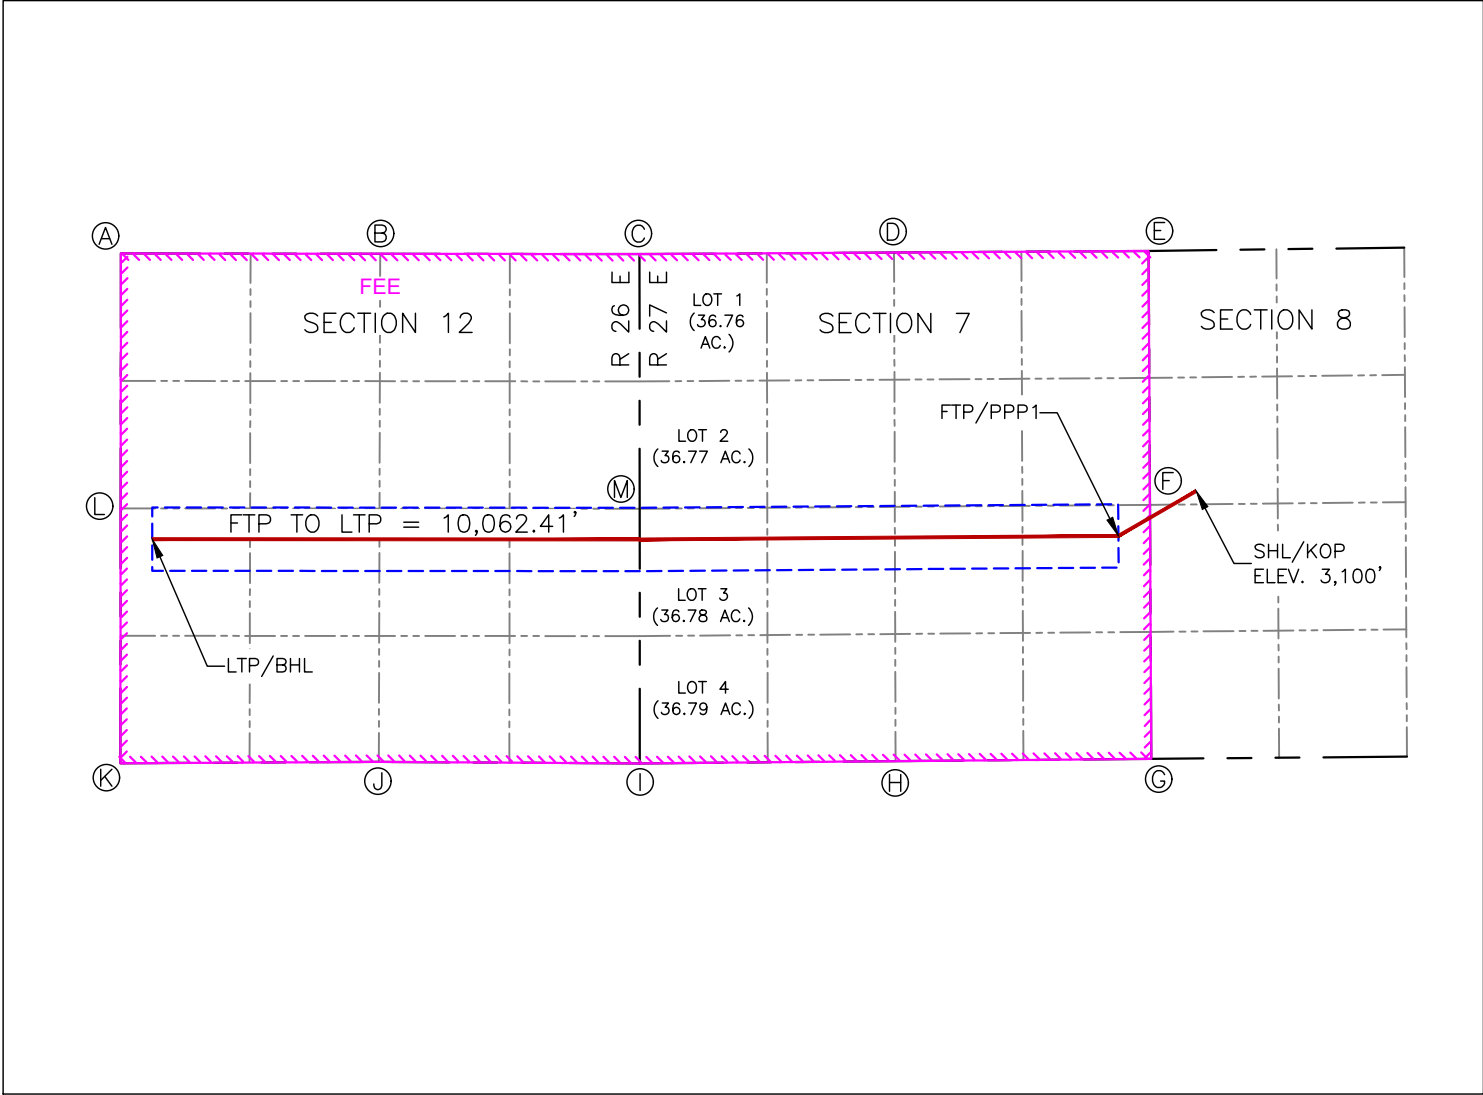 A
B
C
D
E
FEE
SECTION 12
R 26 E
R 27 E
LOT 1
(36.76
AC.)
SECTION 7
SECTION 8
FTP/PPP1
LOT 2
(36.77 AC.)
L
M
F
FTP TO LTP = 10,062.41'
SHL/KOP
ELEV. 3,100'
LOT 3
(36.78 AC.)
LTP/BHL
LOT 4
(36.79 AC.)
K
J
I
H
G